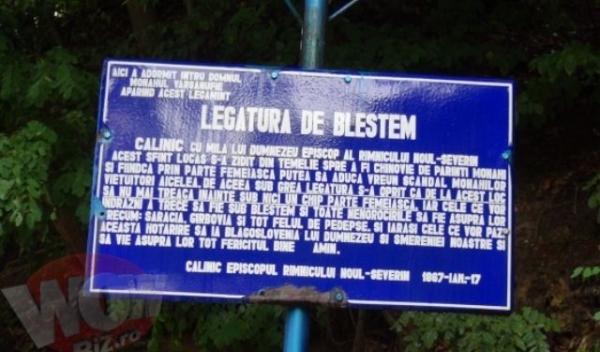 AICI A ADORMIT INTRU DOMNUL
MONAHUL VARSANUFIE
APARIND ACEST LEGAMINT
LEGATURA DE BLESTEM
CALINIC CU MILA LUI DUMNEZEU EPISCOP AL RIMNICULUI NOUL-SEVERIN
ACEST SFINT LUCAS S-A ZIDIT DIN TEMELIE SPRE A FI CHINOVIE DE PARINTI MONAHI
SI FIINDCA PRIN PARTE FEMEIASCA PUTEA SA ADUCA VREUN SCANDAL MONAHILOR
VIETUITORI AICELEA, DE ACEEA SUB GREA LEGATURA S-A OPRIT CA DE LA ACEST LOC
SA NU MAI TREACA INAINTE SUB NICI UN CHIP PARTE FEMEIASCA, IAR CELE CE VOR
INDRAZNI A TRECE SA FIE SUB BLESTEM SI TOATE NENOROCIRILE SA FIE ASUPRA LOR
PRECUM: SARACIA, GIRBOVIA SI TOT FELUL DE PEDEPSE, SI IARASI CELE CE VOR PAZI
ACEASTA HOTARIRE SA IA BLAGOSLOVENIA LUI DUMNEZEU SI SMERENIEI NOASTRE SI
SA VIE ASUPRA LOR TOT FERICITUL BINE AMIN.
CALINIC EPISCOPUL RIMNICULUI NOUL-SEVERIN 1867-IAN.-17
WOW
BIZ.ro